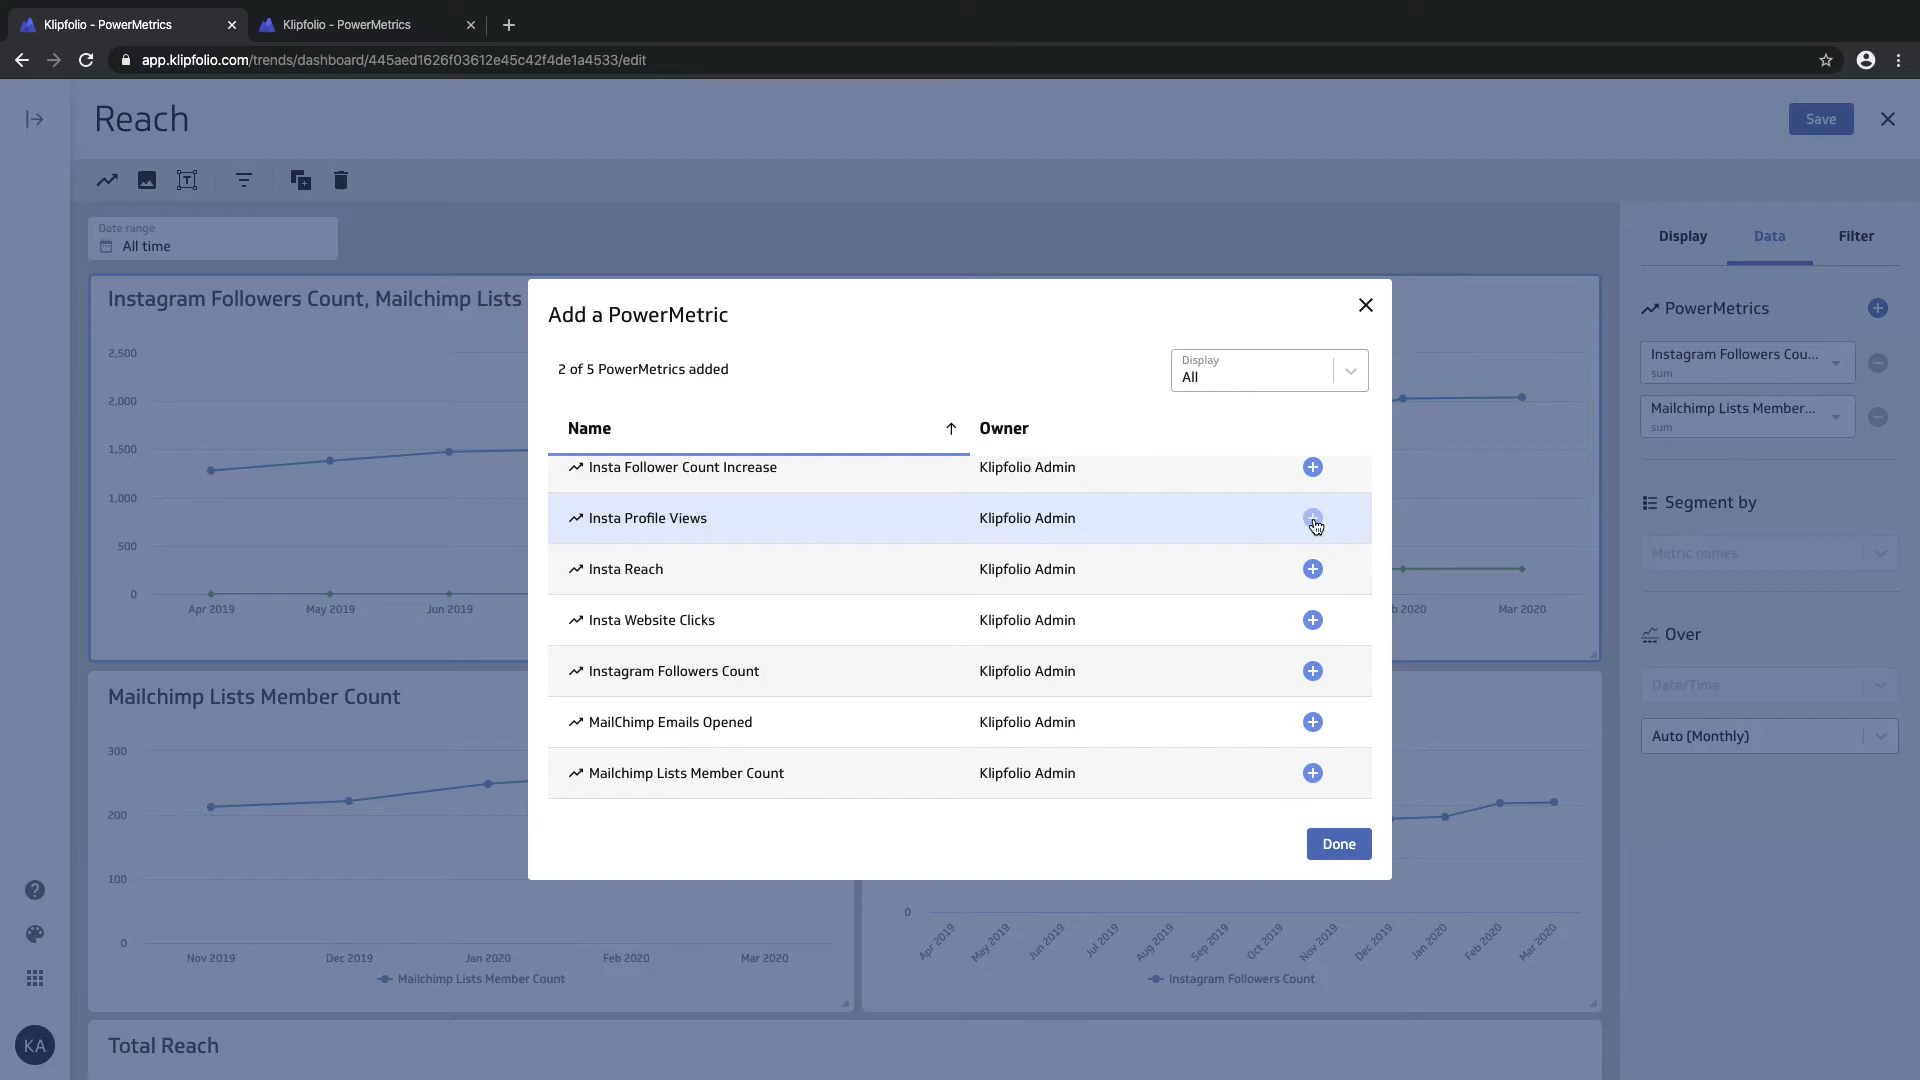 Klipfolio - PowerMetrics
Klipfolio - PowerMetrics
app.klipfolio.com/trends/dashboard/445aed1626f03612e45c42f4de1a4533/edit
Reach
Save
Date range
All time
Display
Data
Filter
Instagram Followers Count, Mailchimp Lists
2,500
2,000
1,500
1,000
500
0
Apr 2019
May 2019
Jun 2019
b 2020
Mar 2020
Add a PowerMetric
2 of 5 PowerMetrics added
Display
All
Name
Owner
Insta Follower Count Increase
Klipfolio Admin
Insta Profile Views
Klipfolio Admin
Insta Reach
Klipfolio Admin
Insta Website Clicks
Klipfolio Admin
Instagram Followers Count
Klipfolio Admin
MailChimp Emails Opened
Klipfolio Admin
Mailchimp Lists Member Count
Klipfolio Admin
Done
PowerMetrics
Instagram Followers Cou...
sum
Mailchimp Lists Member...
sum
Segment by
Metric names
Over
Date/Time
Auto (Monthly)
Mailchimp Lists Member Count
300
200
100
0
Nov 2019
Dec 2019
Jan 2020
Feb 2020
Mar 2020
Mailchimp Lists Member Count
0
Apr 2019
May 2019
Jun 2019
Jul 2019
Aug 2019
Sep 2019
Oct 2019
Nov 2019
Dec 2019
Jan 2020
Feb 2020
Mar 2020
Instagram Followers Count
KA
Total Reach